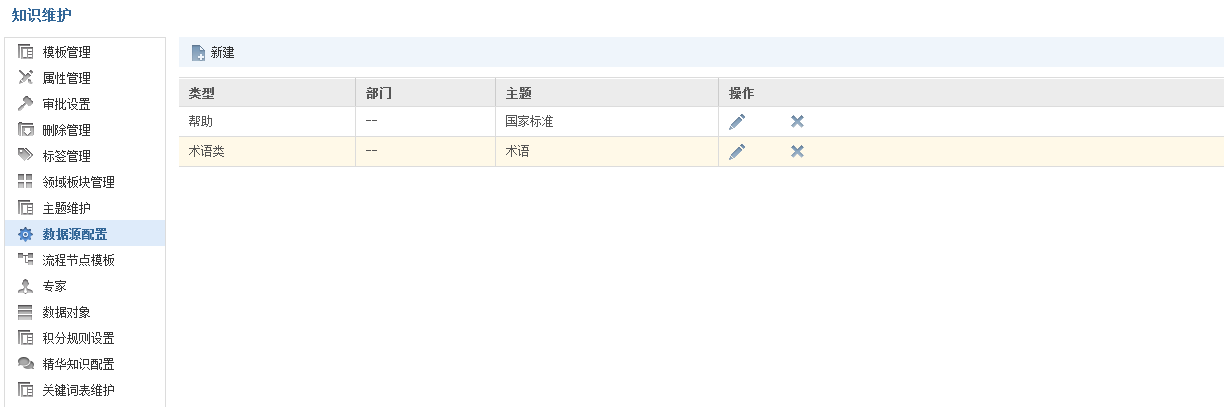 知识维护
模板管理
属性管理
审批设置
删除管理
标签管理
领域板块管理
主题维护
数据源配置
流程节点模板
专家
数据对象
积分规则设置
精华知识配置
关键词表维护
新建
类型 部门 主题 操作
帮助 -- 国家标准
术语类 -- 术语